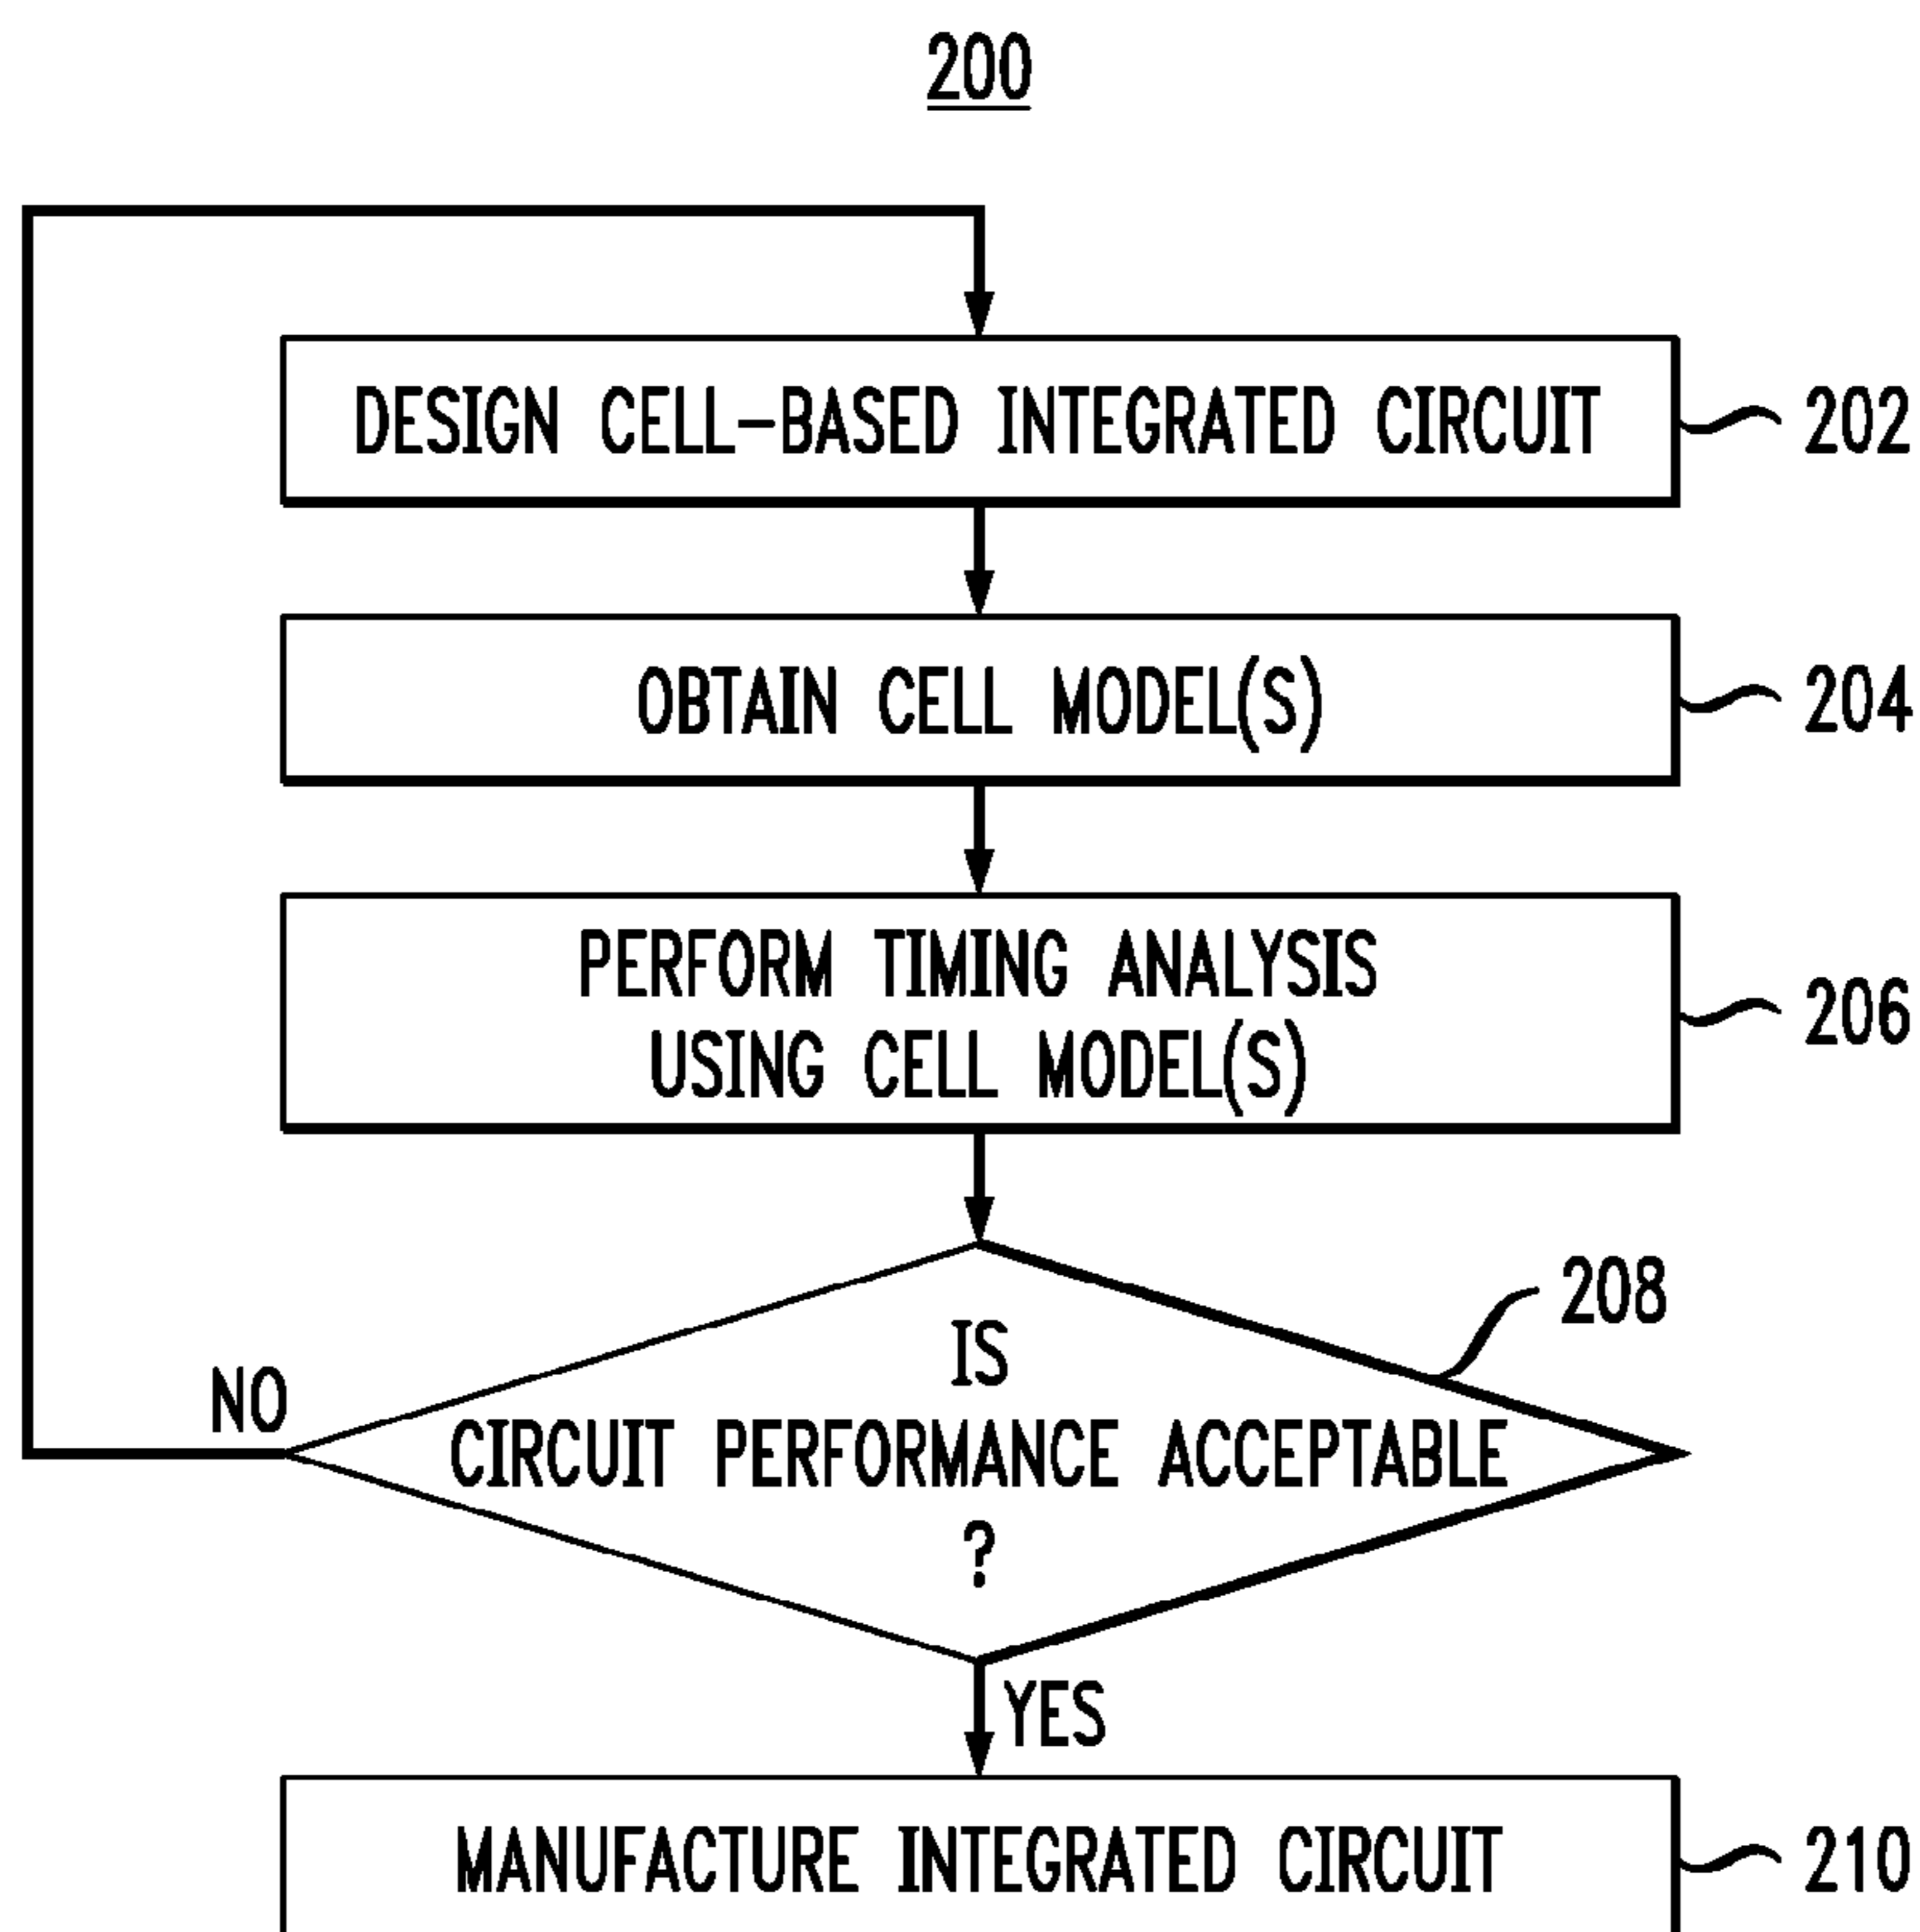 200
DESIGN CELL-BASED INTEGRATED CIRCUIT
202
OBTAIN CELL MODEL(S)
204
PERFORM TIMING ANALYSIS
USING CELL MODEL(S)
206
208
IS
CIRCUIT PERFORMANCE ACCEPTABLE
?
NO
YES
MANUFACTURE INTEGRATED CIRCUIT
210